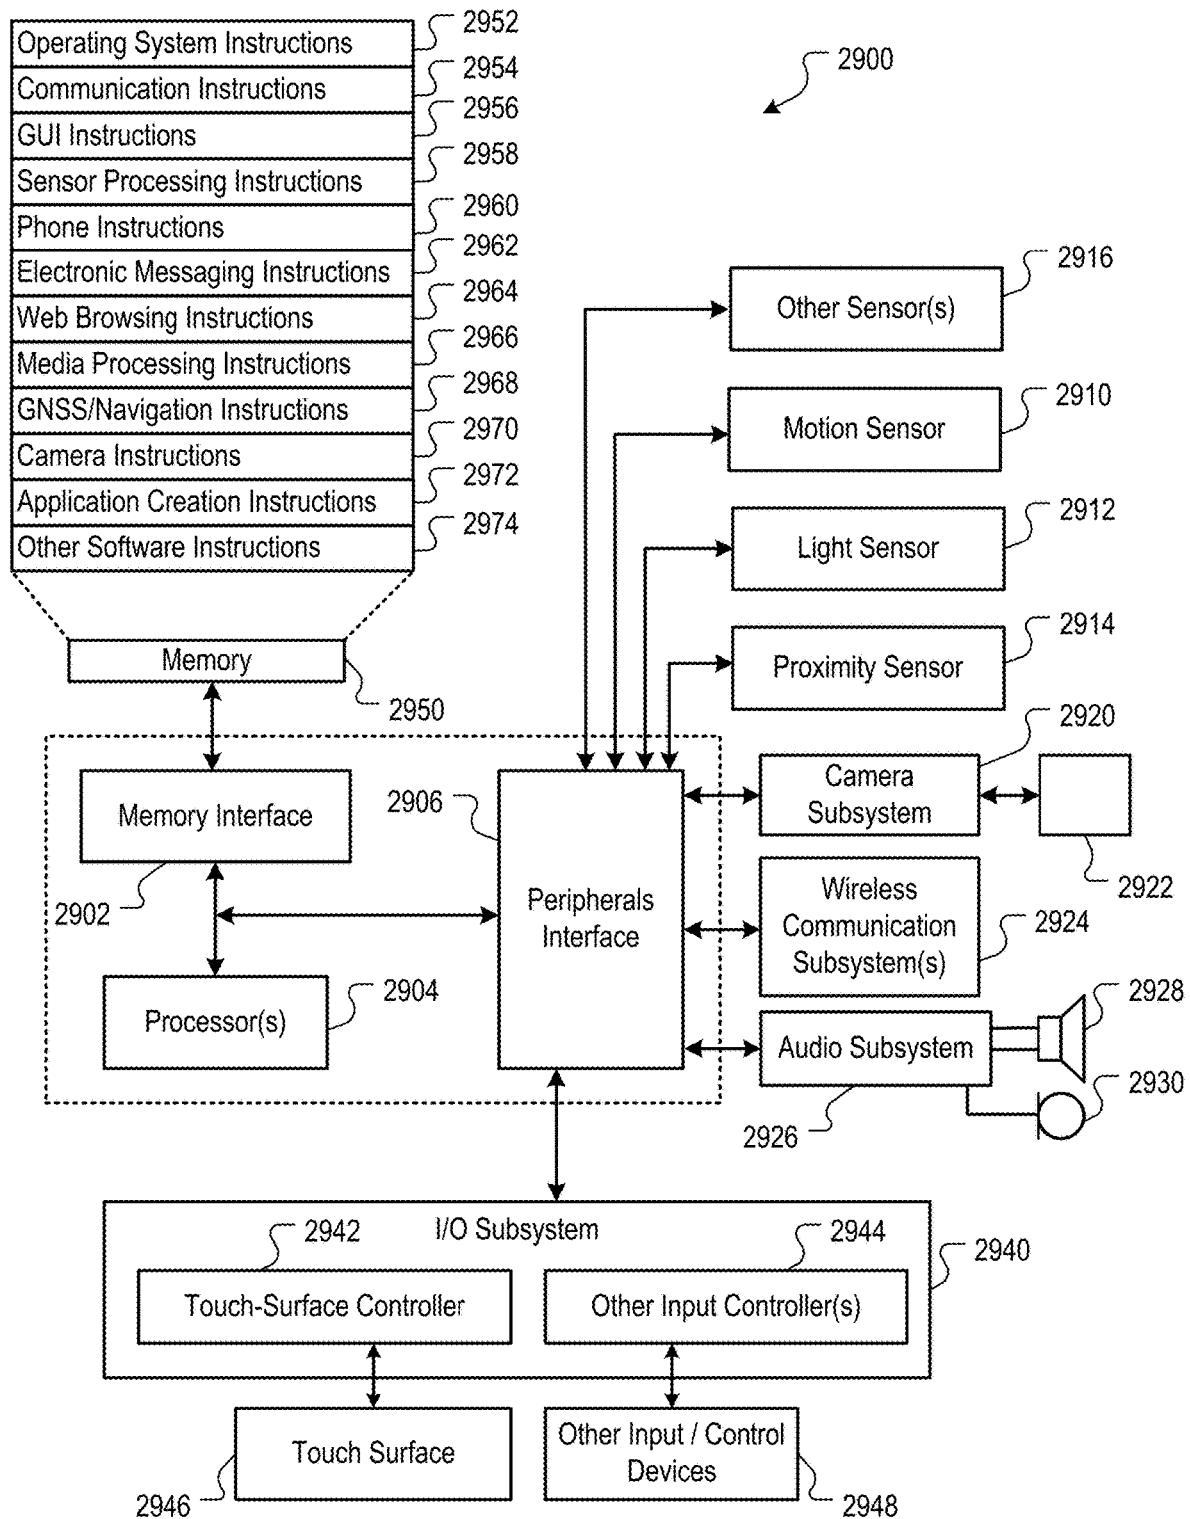 2952
Operating System Instructions
2954
Communication Instructions
2956
GUI Instructions
2958
Sensor Processing Instructions
2960
Phone Instructions
2962
Electronic Messaging Instructions
2964
Web Browsing Instructions
2966
Media Processing Instructions
2968
GNSS/Navigation Instructions
2970
Camera Instructions
2972
Application Creation Instructions
2974
Other Software Instructions
Memory
2950
2900
2916
Other Sensor(s)
2910
Motion Sensor
2912
Light Sensor
2914
Proximity Sensor
2920
Camera
Subsystem
2922
Memory Interface
2902
2906
Peripherals
Interface
Processor(s)
2904
Wireless
Communication
Subsystem(s)
2924
Audio Subsystem
2926
2928
2930
I/O Subsystem
2940
2942
Touch-Surface Controller
2944
Other Input Controller(s)
Touch Surface
2946
Other Input / Control
Devices
2948